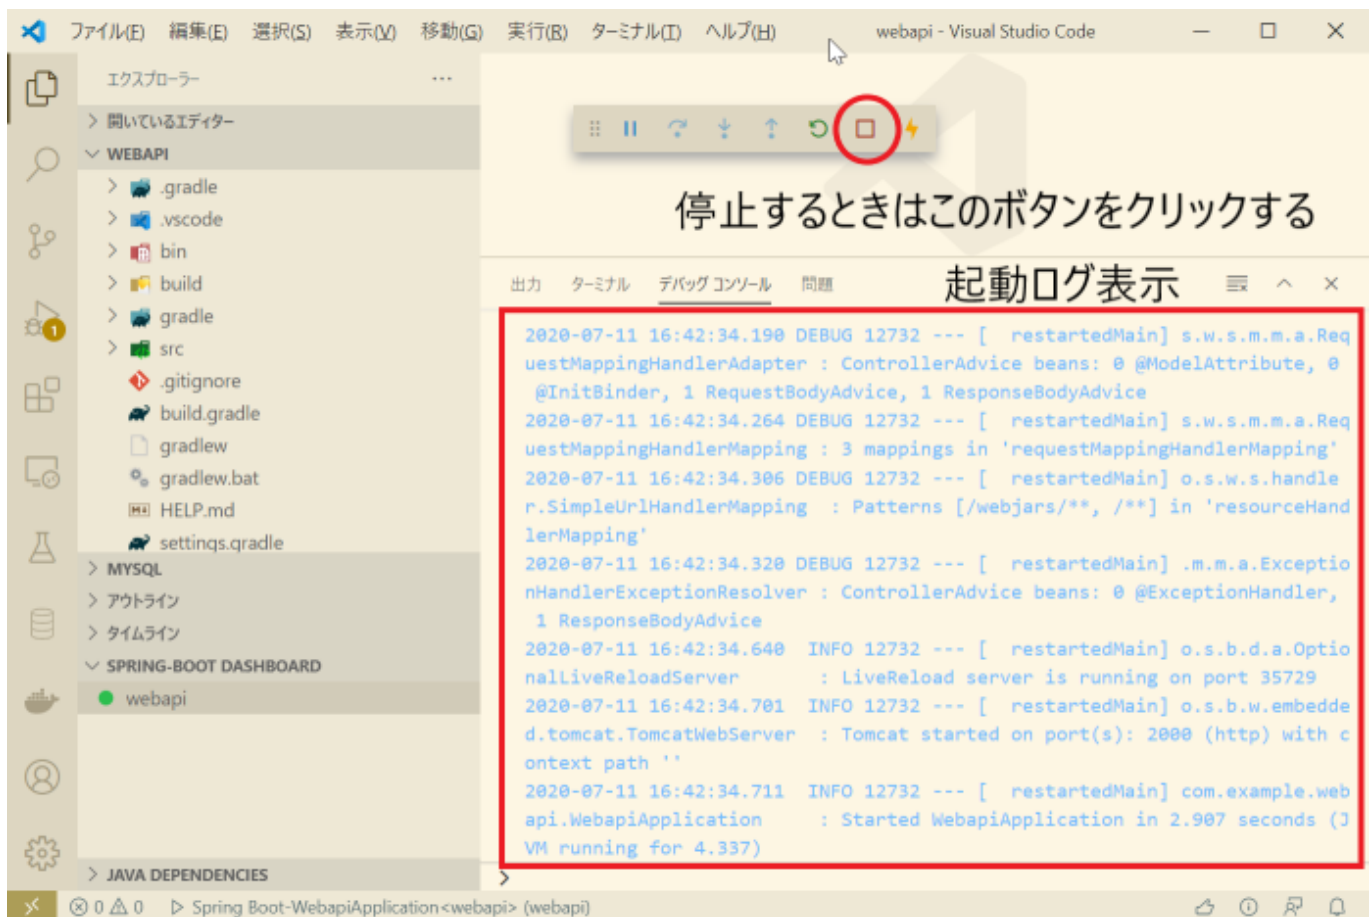 ファイル(F) 編集(E) 選択(S) 表示(V) 移動(G) 実行(R) ターミナル(T) ヘルプ(H) webapi - Visual Studio Code
エクスプローラー
開いているエディター
WEBAPI
.gradle
.vscode
bin
build
gradle
src
.gitignore
build.gradle
gradlew
gradlew.bat
HELP.md
settings.gradle
MYSQL
アウトライン
タイムライン
SPRING-BOOT DASHBOARD
webapi
JAVA DEPENDENCIES
1
停止するときはこのボタンをクリックする
起動ログ表示
出力 ターミナル デバッグ コンソール 問題
2020-07-11 16:42:34.190 DEBUG 12732 --- [  restartedMain] s.w.s.m.m.a.Req
uestMappingHandlerAdapter : ControllerAdvice beans: 0 @ModelAttribute, 0
@InitBinder, 1 RequestBodyAdvice, 1 ResponseBodyAdvice
2020-07-11 16:42:34.264 DEBUG 12732 --- [  restartedMain] s.w.s.m.m.a.Req
uestMappingHandlerMapping : 3 mappings in 'requestMappingHandlerMapping'
2020-07-11 16:42:34.306 DEBUG 12732 --- [  restartedMain] o.s.w.s.handle
r.SimpleUrlHandlerMapping  : Patterns [/webjars/**, /**] in 'resourceHand
lerMapping'
2020-07-11 16:42:34.320 DEBUG 12732 --- [  restartedMain] .m.m.a.Exceptio
nHandlerExceptionResolver : ControllerAdvice beans: 0 @ExceptionHandler,
1 ResponseBodyAdvice
2020-07-11 16:42:34.640  INFO 12732 --- [  restartedMain] o.s.b.d.a.Optio
nalLiveReloadServer       : LiveReload server is running on port 35729
2020-07-11 16:42:34.701  INFO 12732 --- [  restartedMain] o.s.b.w.embedde
d.tomcat.TomcatWebServer  : Tomcat started on port(s): 2000 (http) with c
ontext path ''
2020-07-11 16:42:34.711  INFO 12732 --- [  restartedMain] com.example.web
api.WebapiApplication     : Started WebapiApplication in 2.907 seconds (J
VM running for 4.337)
0 0 Spring Boot-WebapiApplication<webapi> (webapi)